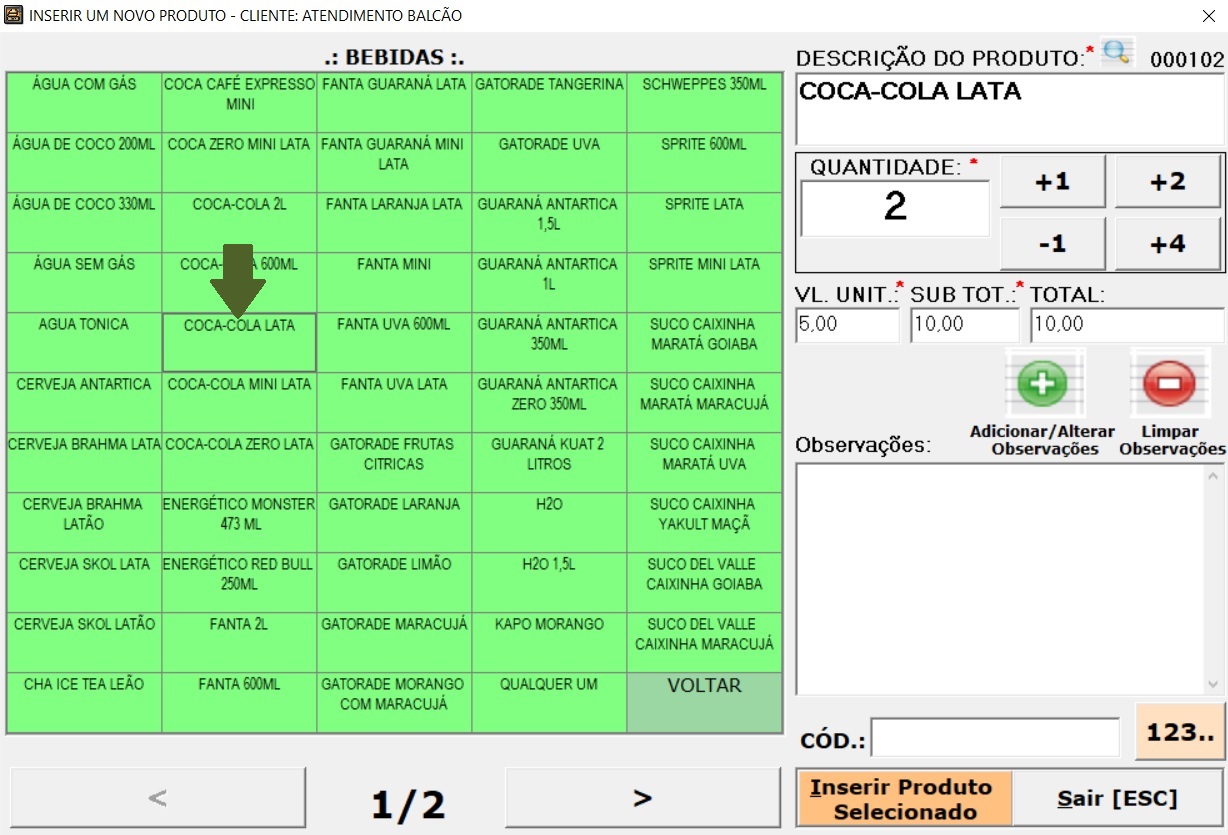 INSERIR UM NOVO PRODUTO - CLIENTE: ATENDIMENTO BALCÃO
.: BEBIDAS :.
ÁGUA COM GÁS
COCA CAFÉ EXPRESSO
MINI
FANTA GUARANÁ LATA
GATORADE TANGERINA
SCHWEPPES 350ML
ÁGUA DE COCO 200ML
COCA ZERO MINI LATA
FANTA GUARANÁ MINI
LATA
GATORADE UVA
SPRITE 600ML
ÁGUA DE COCO 330ML
COCA-COLA 2L
FANTA LARANJA LATA
GUARANÁ ANTARTICA
1,5L
SPRITE LATA
ÁGUA SEM GÁS
600ML
FANTA MINI
GUARANÁ ANTARTICA
1L
SPRITE MINI LATA
AGUA TONICA
COCA-COLA LATA
FANTA UVA 600ML
GUARANÁ ANTARTICA
350ML
SUCO CAIXINHA
MARATÁ GOIABA
CERVEJA ANTARTICA
COCA-COLA MINI LATA
FANTA UVA LATA
GUARANÁ ANTARTICA
ZERO 350ML
SUCO CAIXINHA
MARATÁ MARACUJÁ
CERVEJA BRAHMA LATA
COCA-COLA ZERO LATA
GATORADE FRUTAS
CITRICAS
GUARANÁ KUAT 2
LITROS
SUCO CAIXINHA
MARATÁ UVA
CERVEJA BRAHMA
LATÃO
ENERGÉTICO MONSTER
473 ML
GATORADE LARANJA
H2O
SUCO CAIXINHA
YAKULT MAÇÃ
CERVEJA SKOL LATA
ENERGÉTICO RED BULL
250ML
GATORADE LIMÃO
H2O 1,5L
SUCO DEL VALLE
CAIXINHA GOIABA
CERVEJA SKOL LATÃO
FANTA 2L
GATORADE MARACUJÁ
KAPO MORANGO
SUCO DEL VALLE
CAIXINHA MARACUJÁ
CHA ICE TEA LEÃO
FANTA 600ML
GATORADE MORANGO
COM MARACUJÁ
QUALQUER UM
VOLTAR
<
1/2
>
DESCRIÇÃO DO PRODUTO:* 000102
COCA-COLA LATA
QUANTIDADE: *
2
+1
+2
-1
+4
VL. UNIT.:* SUB TOT.:* TOTAL:
5,00
10,00
10,00
Adicionar/Alterar
Observações
Limpar
Observações
Observações:
CÓD.:
123..
Inserir Produto
Selecionado
Sair [ESC]